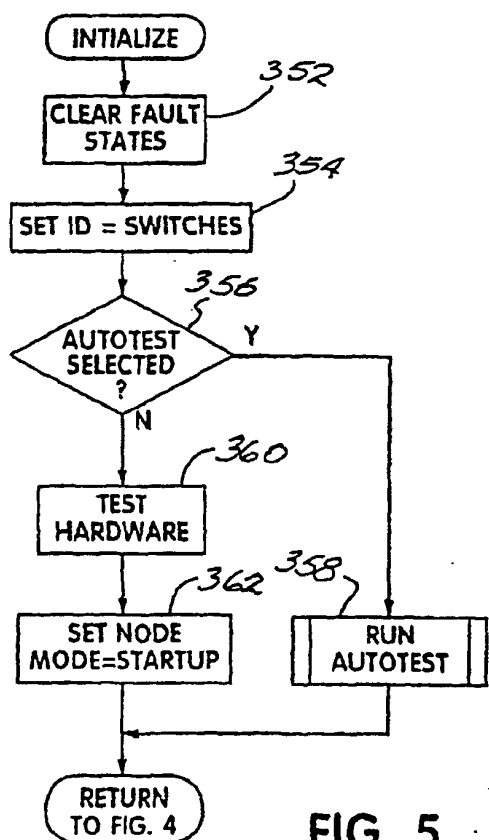 INTIALIZE
352
CLEAR FAULT
STATES
354
SET ID = SWITCHES
356
AUTOTEST
SELECTED
?
Y
N
360
TEST
HARDWARE
362
SET NODE
MODE=STARTUP
358
RUN
AUTOTEST
RETURN
TO FIG. 4
FIG. 5